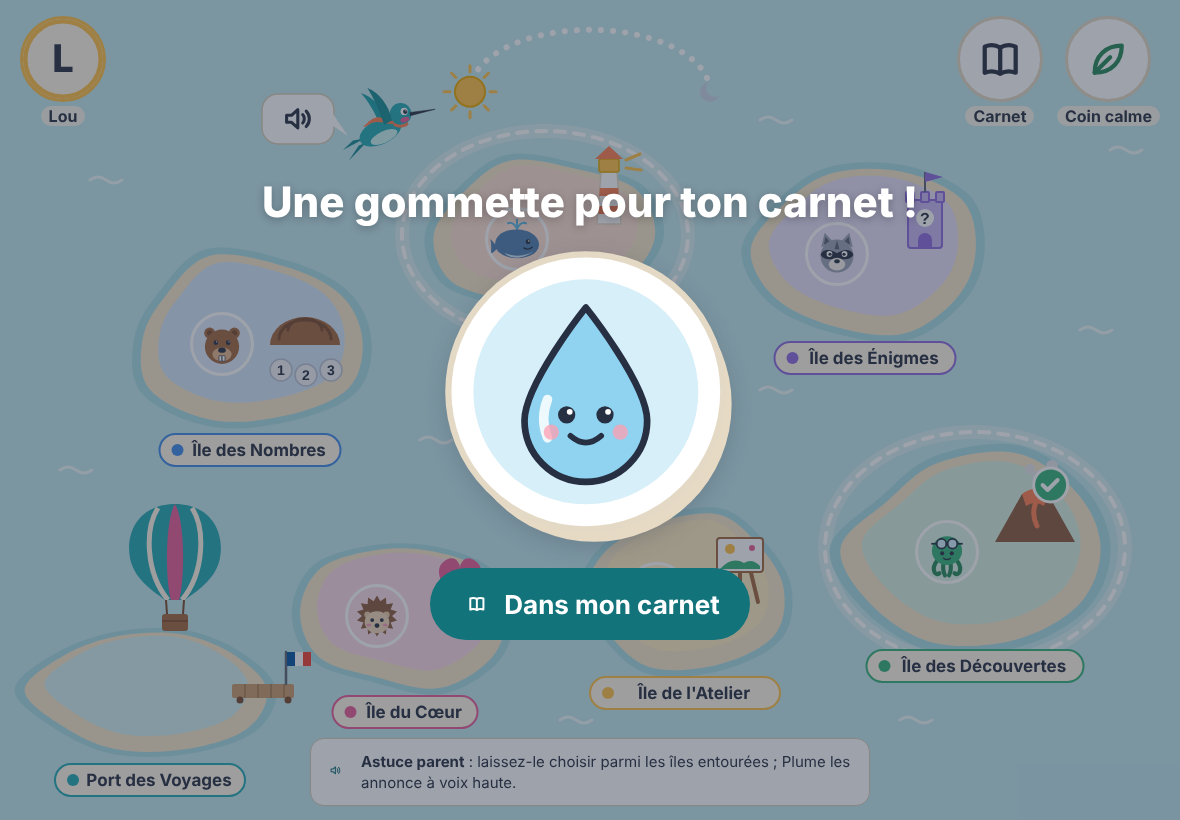 L
Lou
Carnet
Coin calme
Une gommette pour ton carnet !
?
Île des Énigmes
1 2 3
Île des Nombres
Dans mon carnet
Île des Découvertes
Île de l'Atelier
Île du Cœur
Port des Voyages
Astuce parent : laissez-le choisir parmi les îles entourées ; Plume les
annonce à voix haute.